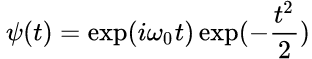 ψ(t) = exp(iω₀t) exp(−t²/2)